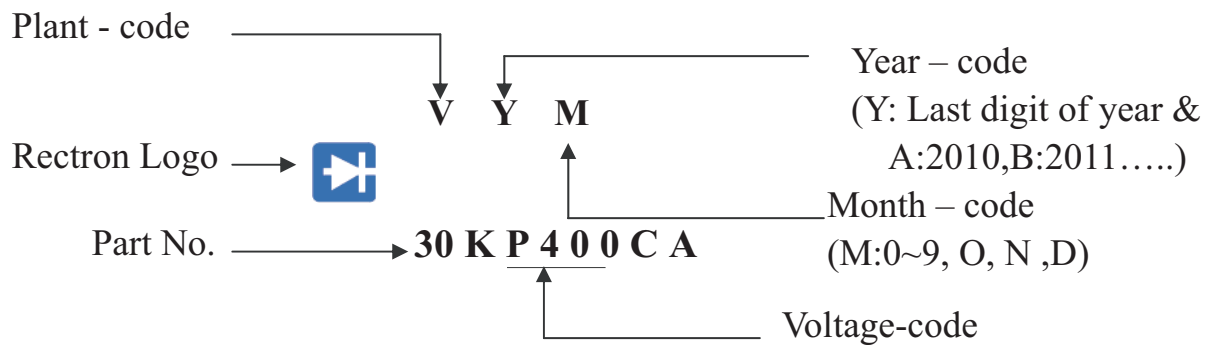 Plant - code
Year – code
V Y M
(Y: Last digit of year &
A:2010,B:2011…..)
Rectron Logo
Month – code
Part No.
30 K P 4 0 0 C A
(M:0~9, O, N ,D)
Voltage-code